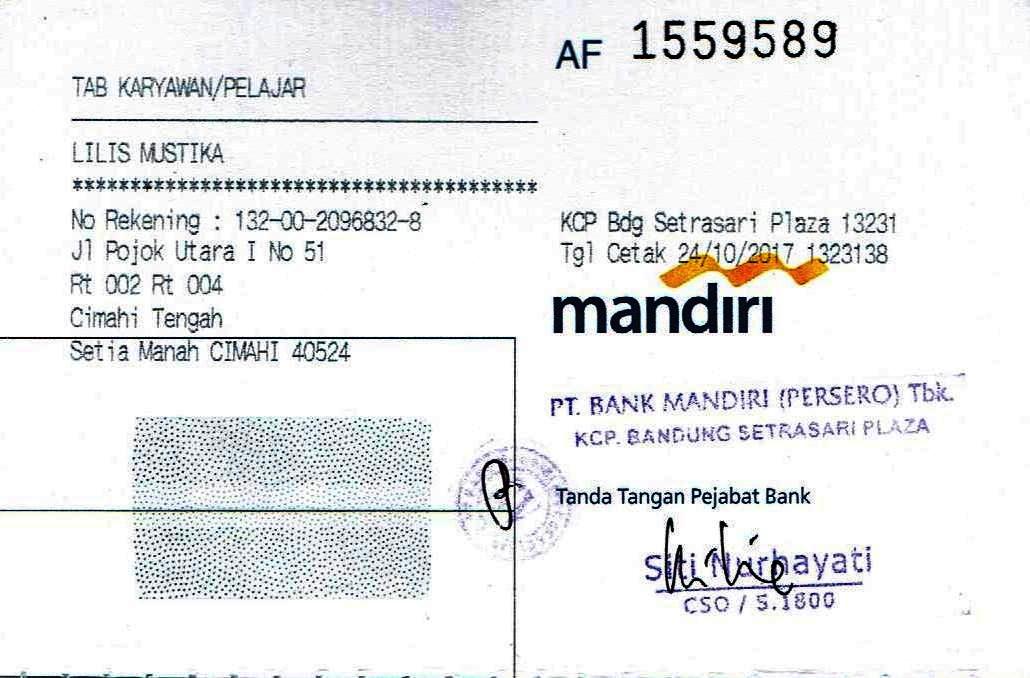 AF 1559589
TAB KARYAWAN/PELAJAR
LILIS MUSTIKA
****************************************
No Rekening : 132-00-2096832-8
Jl Pojok Utara I No 51
Rt 002 Rt 004
Cimahi Tengah
Setia Manah CIMAHI 40524
KCP Bdg Setrasari Plaza 13231
Tgl Cetak 24/10/2017 1323138
mandiri
PT. BANK MANDIRI (PERSERO) Tbk.
KCP. BANDUNG SETRASARI PLAZA
Tanda Tangan Pejabat Bank
Siti Nurhayati
CSO / S.1800